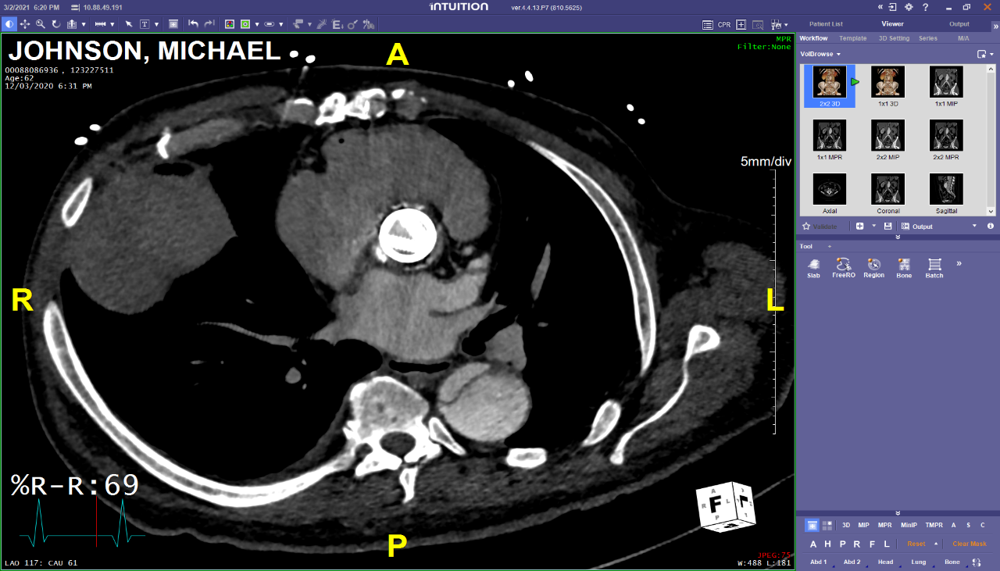 3/2/2021 6:20 PM 10.88.49.191 INTUITION ver.4.4.13.P7 (810.5625)
T CPR Patient List Viewer Output
Workflow Template 3D Setting Series M/A
JOHNSON, MICHAEL
00088086936 , 123227511
Age:62
12/03/2020 6:31 PM
A
MPR
Filter:None
VolBrowse
2x2 3D 1x1 3D 1x1 MIP
1x1 MPR 2x2 MIP 2x2 MPR
Axial Coronal Sagittal
Validate Output
5mm/div
Tool
Slab FreeRO Region Bone Batch
R
L
%R-R:69
P
LAO 117: CAU 61
JPEG:75
W:488 L:181
A
R F L
P
L
3D MIP MPR MinIP TMPR A S C
A H P R F L Reset Clear Mask
Abd 1 Abd 2 Head Lung Bone